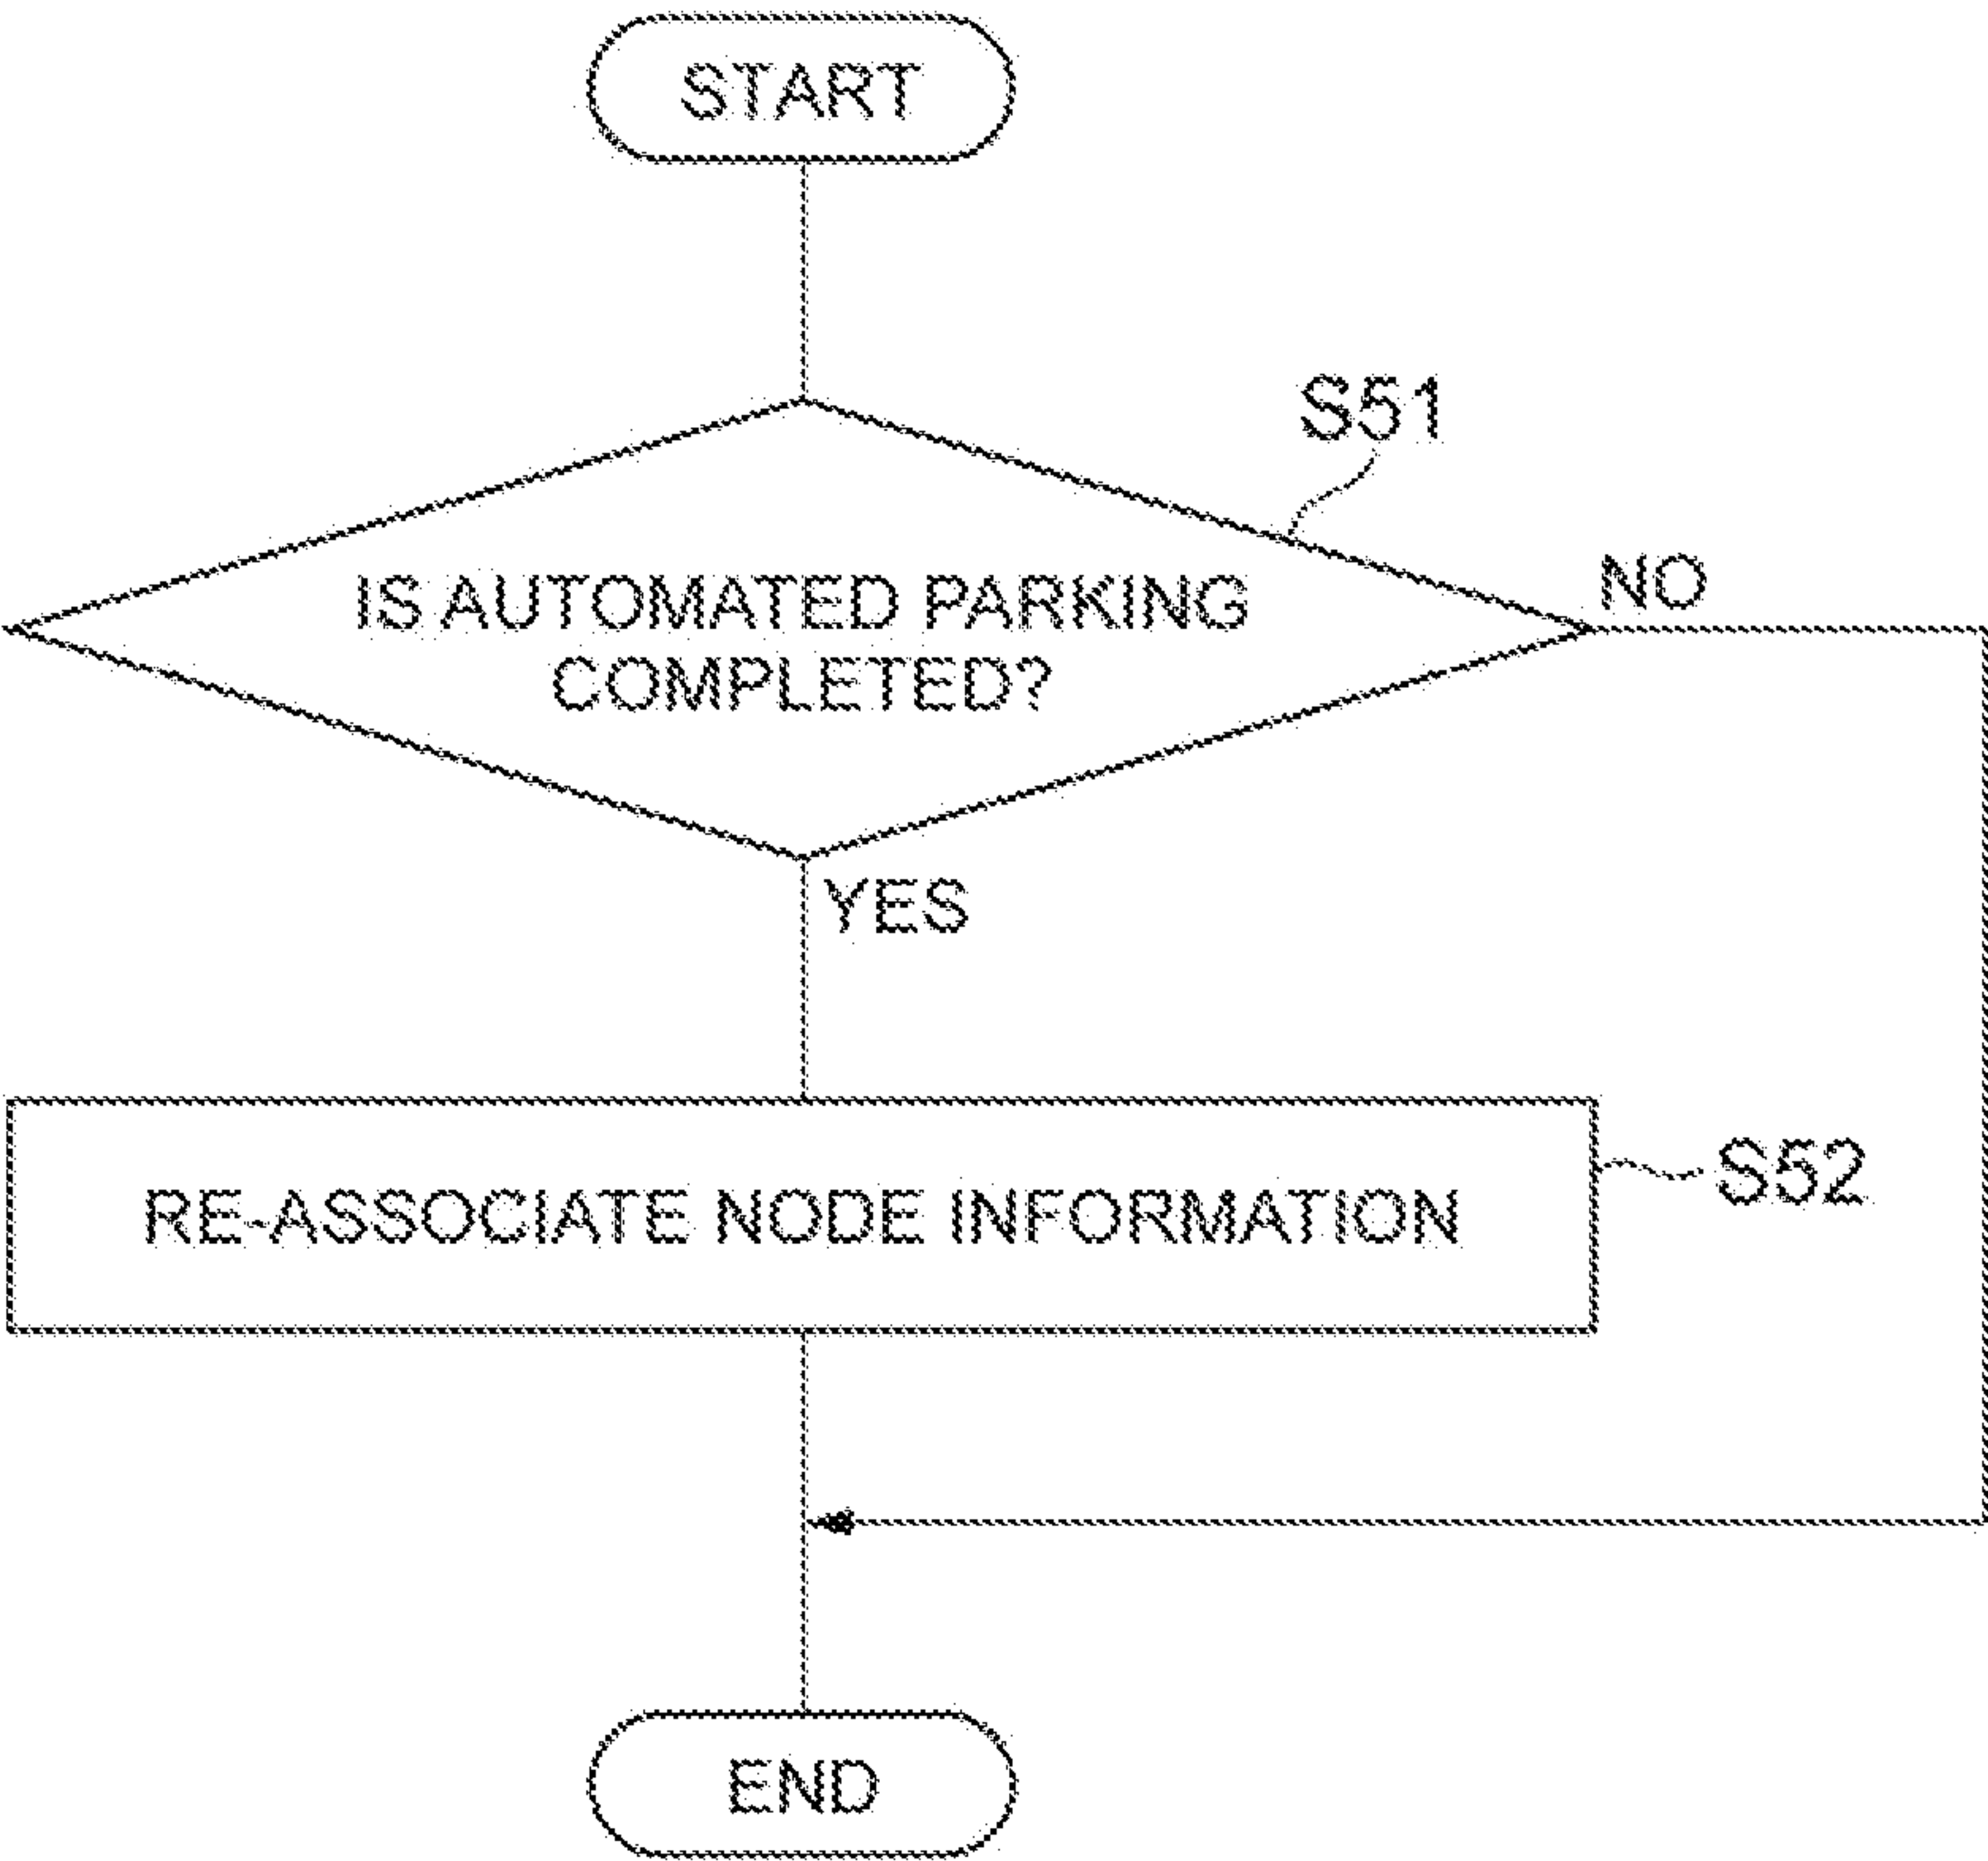 START
S51
IS AUTOMATED PARKING
COMPLETED?
NO
YES
RE-ASSOCIATE NODE INFORMATION
S52
END